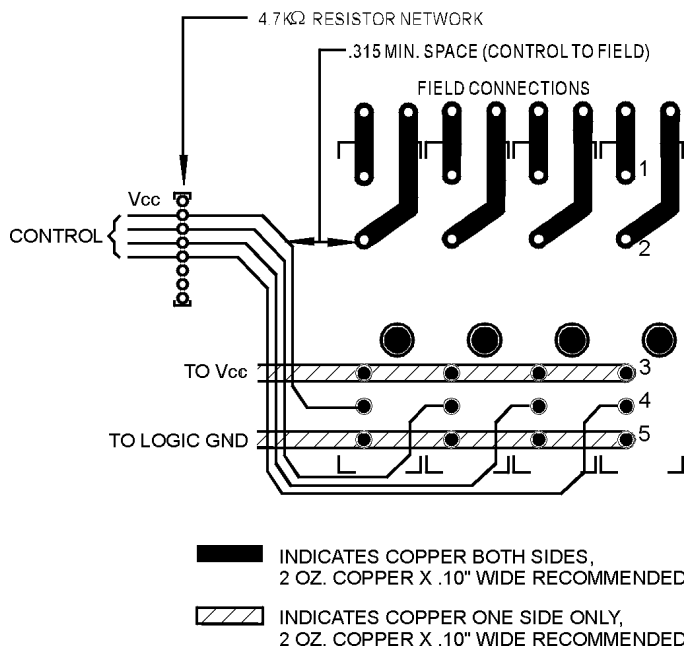 4.7KΩ RESISTOR NETWORK
.315 MIN. SPACE (CONTROL TO FIELD)
FIELD CONNECTIONS
1
Vcc
CONTROL
2
3
TO Vcc
4
TO LOGIC GND
5
INDICATES COPPER BOTH SIDES,
2 OZ. COPPER X .10" WIDE RECOMMENDED
INDICATES COPPER ONE SIDE ONLY,
2 OZ. COPPER X .10" WIDE RECOMMENDED